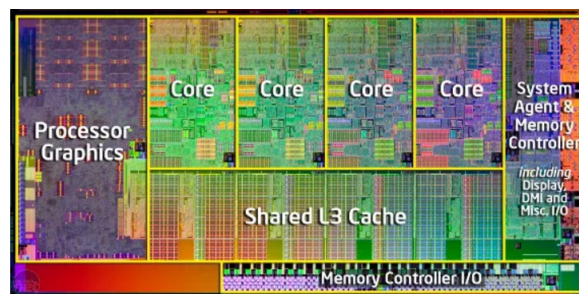 Processor
Graphics
Core
Core
Core
Core
System
Agent &
Memory
Controller
including
Display,
DMI and
Misc. I/O
Shared L3 Cache
Memory Controller I/O